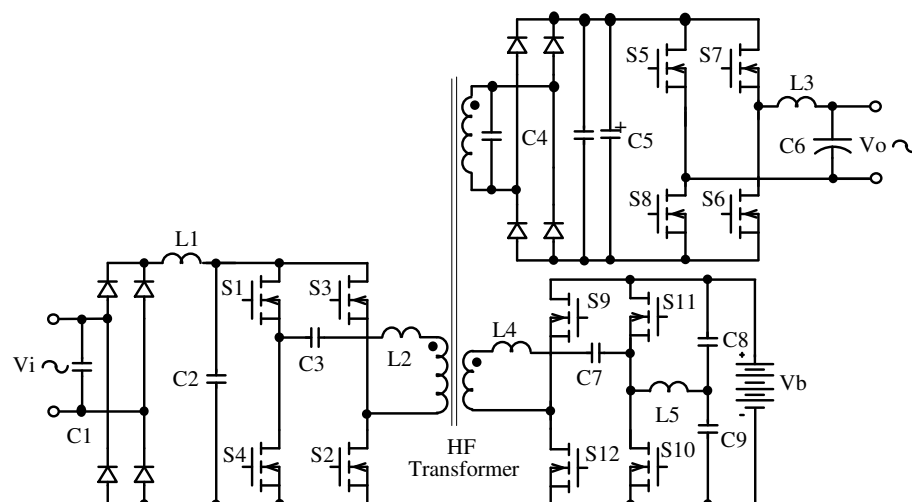 S5
S7
L3
C4
C5
+
C6
Vo
S8
S6
L1
S1
S3
S9
S11
L4
C8
Vi
C2
C3
L2
C7
+
Vb
-
L5
C1
C9
S4
S2
HF
Transformer
S12
S10